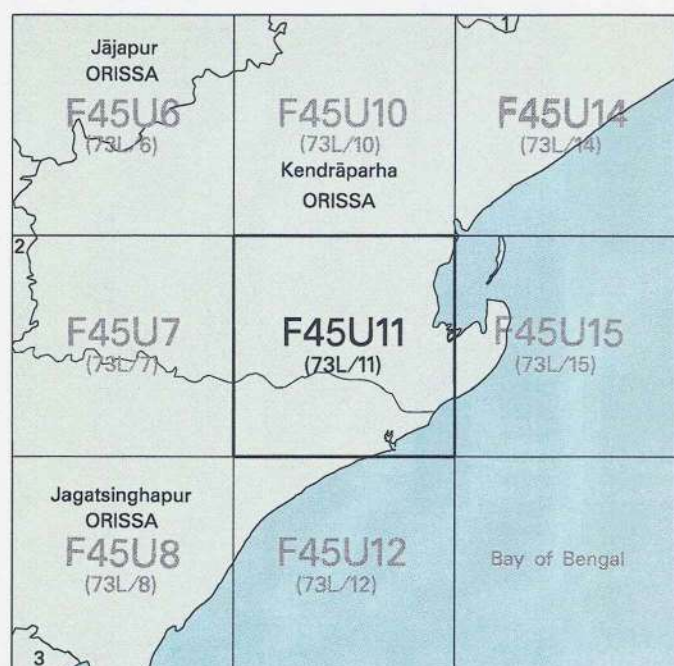 Jājapur
ORISSA
F45U6
(73L/6)
F45U10
(73L/10)
Kendrāparha
ORISSA
1
F45U14
(73L/14)
2
F45U7
(73L/7)
F45U11
(73L/11)
F45U15
(73L/15)
Jagatsinghapur
ORISSA
F45U8
(73L/8)
3
F45U12
(73L/12)
Bay of Bengal